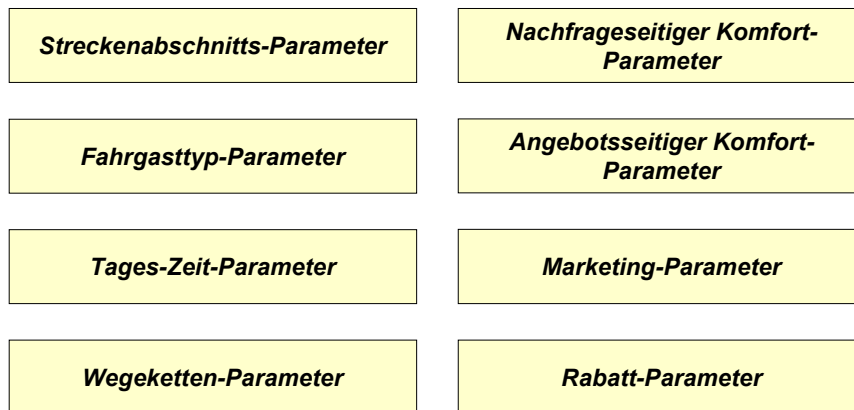 Streckenabschnitts-Parameter
Nachfrageseitiger Komfort-
Parameter
Fahrgasttyp-Parameter
Angebotsseitiger Komfort-
Parameter
Tages-Zeit-Parameter
Marketing-Parameter
Wegeketten-Parameter
Rabatt-Parameter